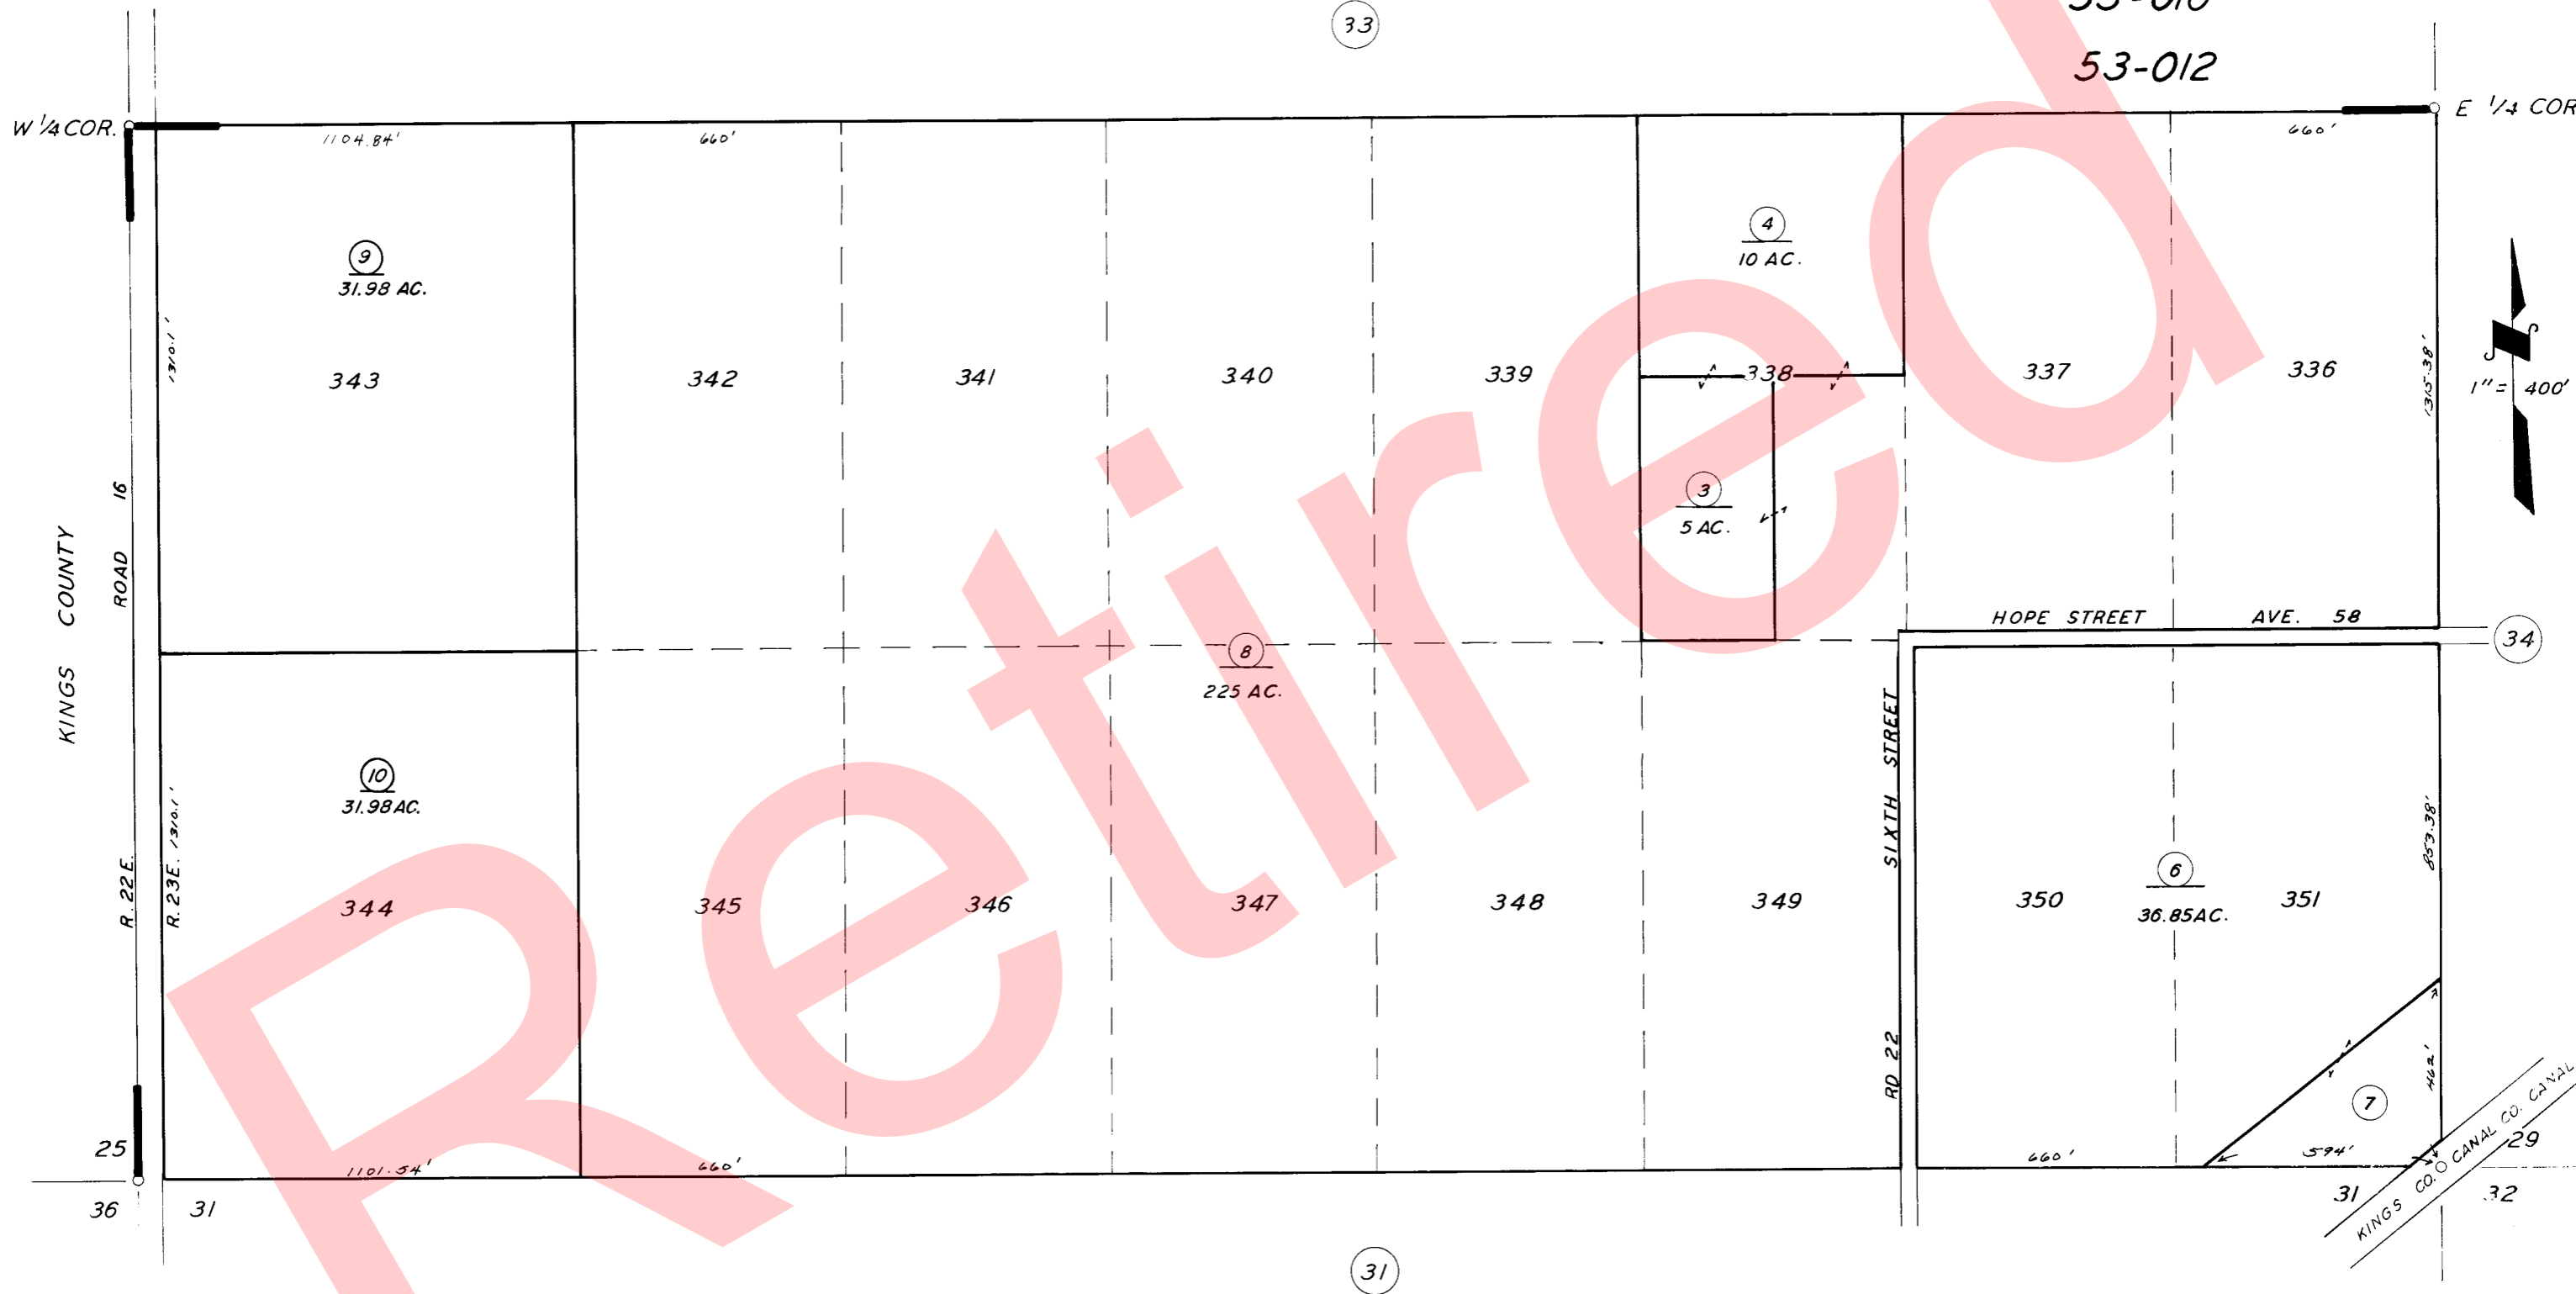 33
53-010
53-012
W 1/4 COR.
E 1/4 COR
1104.84'
660'
660'
9
31.98 AC.
4
10 AC.
1310.1'
1315.38'
1" = 400'
343
342
341
340
339
338
337
336
3
5 AC.
KINGS COUNTY
ROAD 16
HOPE STREET AVE. 58
34
8
225 AC.
10
31.98 AC.
R. 22 E.
R. 23 E. 1310.1'
SIXTH STREET
RD 22
853.38'
6
36.85 AC.
344
345
346
347
348
349
350
351
462'
7
25
1101.54'
660'
660'
594'
29
36
31
31
32
KINGS CO. CANAL CO. CANAL
31
Retired